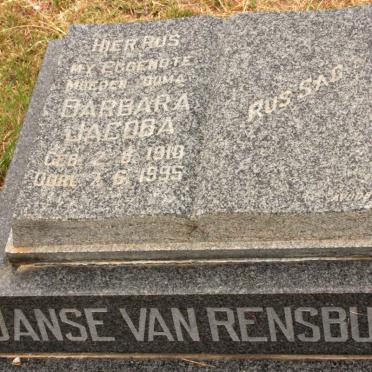 HIER RUS
MY EGGENOTE
MOEDER OUMA
BARBARA
JACOBA
GEB. 2 8 1910
OORL. 7 6 1995
RUS SAG
JANSE VAN RENSBU